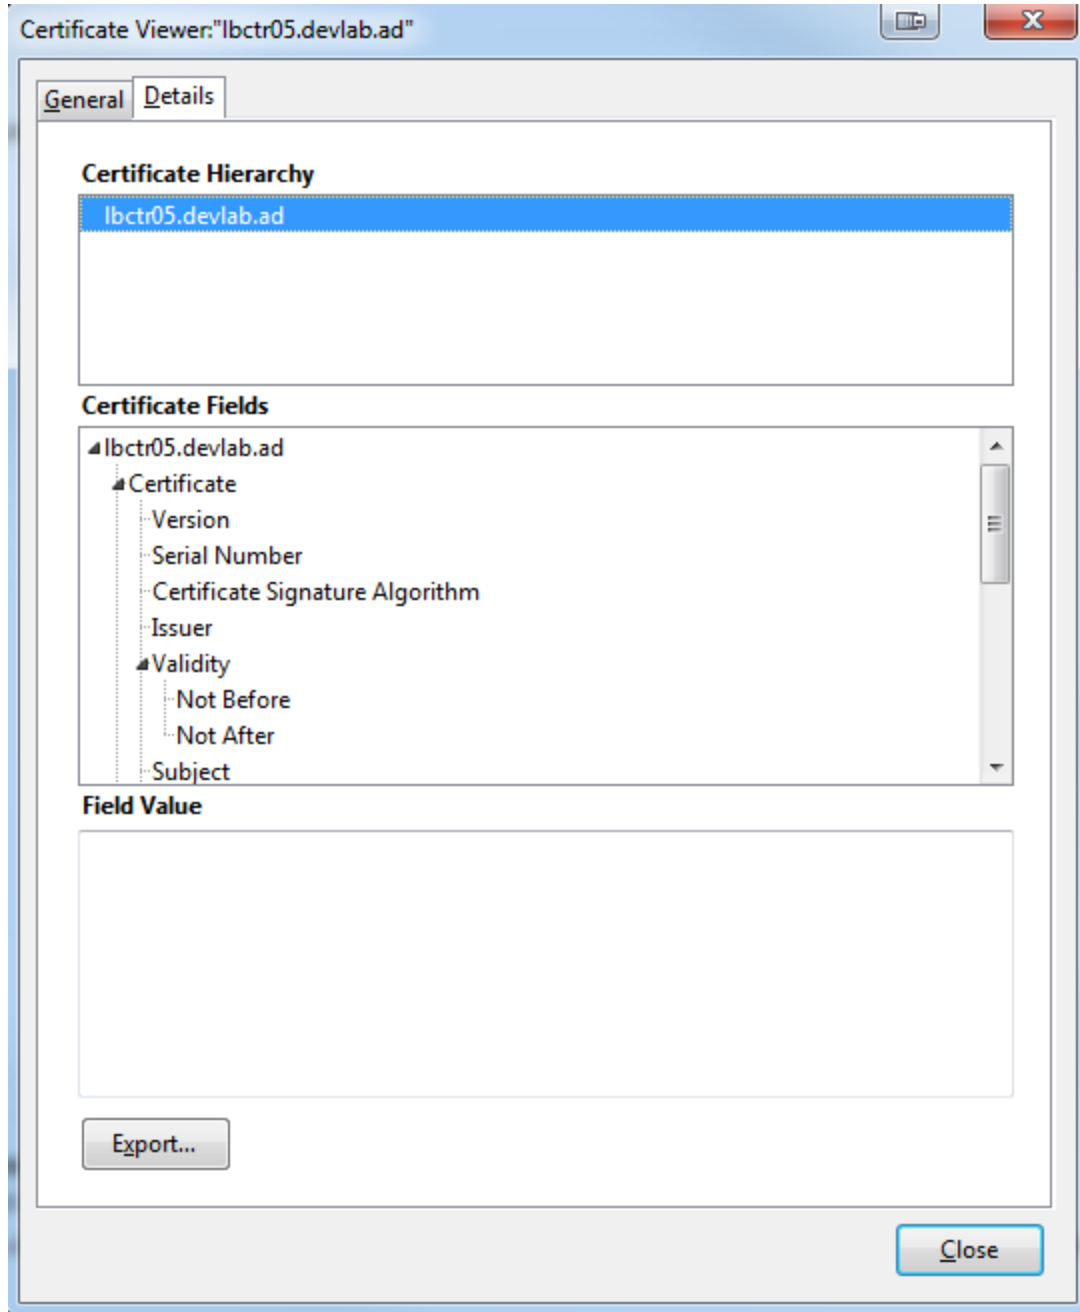 Certificate Viewer:"lbctr05.devlab.ad"
General
Details
Certificate Hierarchy
lbctr05.devlab.ad
Certificate Fields
lbctr05.devlab.ad
Certificate
Version
Serial Number
Certificate Signature Algorithm
Issuer
Validity
Not Before
Not After
Subject
Field Value
Export...
Close